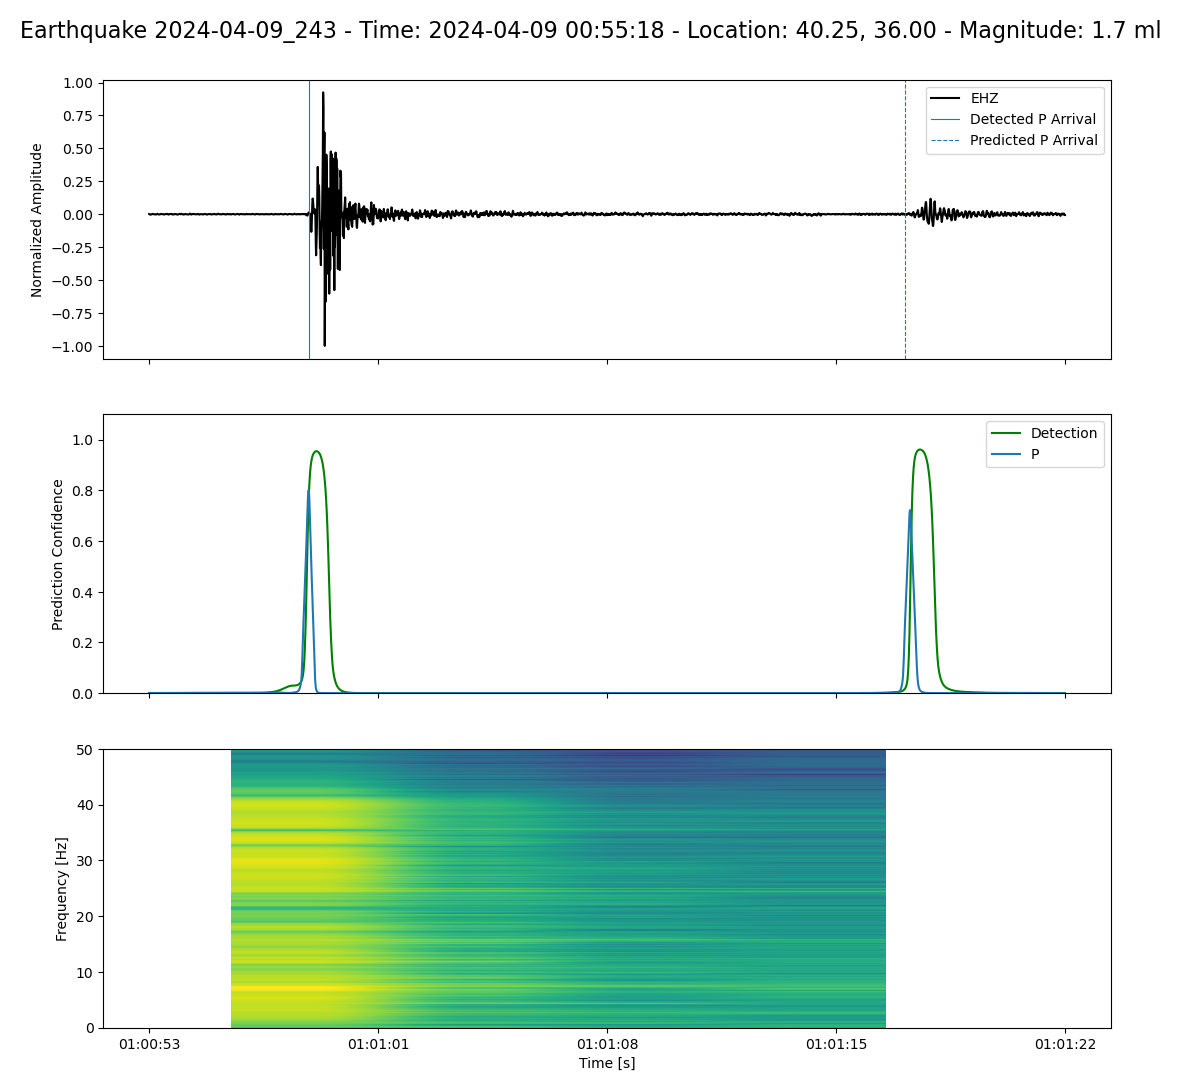 Earthquake 2024-04-09_243 - Time: 2024-04-09 00:55:18 - Location: 40.25, 36.00 - Magnitude: 1.7 ml
Normalized Amplitude
1.00
0.75
0.50
0.25
0.00
−0.25
−0.50
−0.75
−1.00
EHZ
Detected P Arrival
Predicted P Arrival
Prediction Confidence
1.0
0.8
0.6
0.4
0.2
0.0
Detection
P
Frequency [Hz]
50
40
30
20
10
0
01:00:53 01:01:01 01:01:08 01:01:15 01:01:22
Time [s]